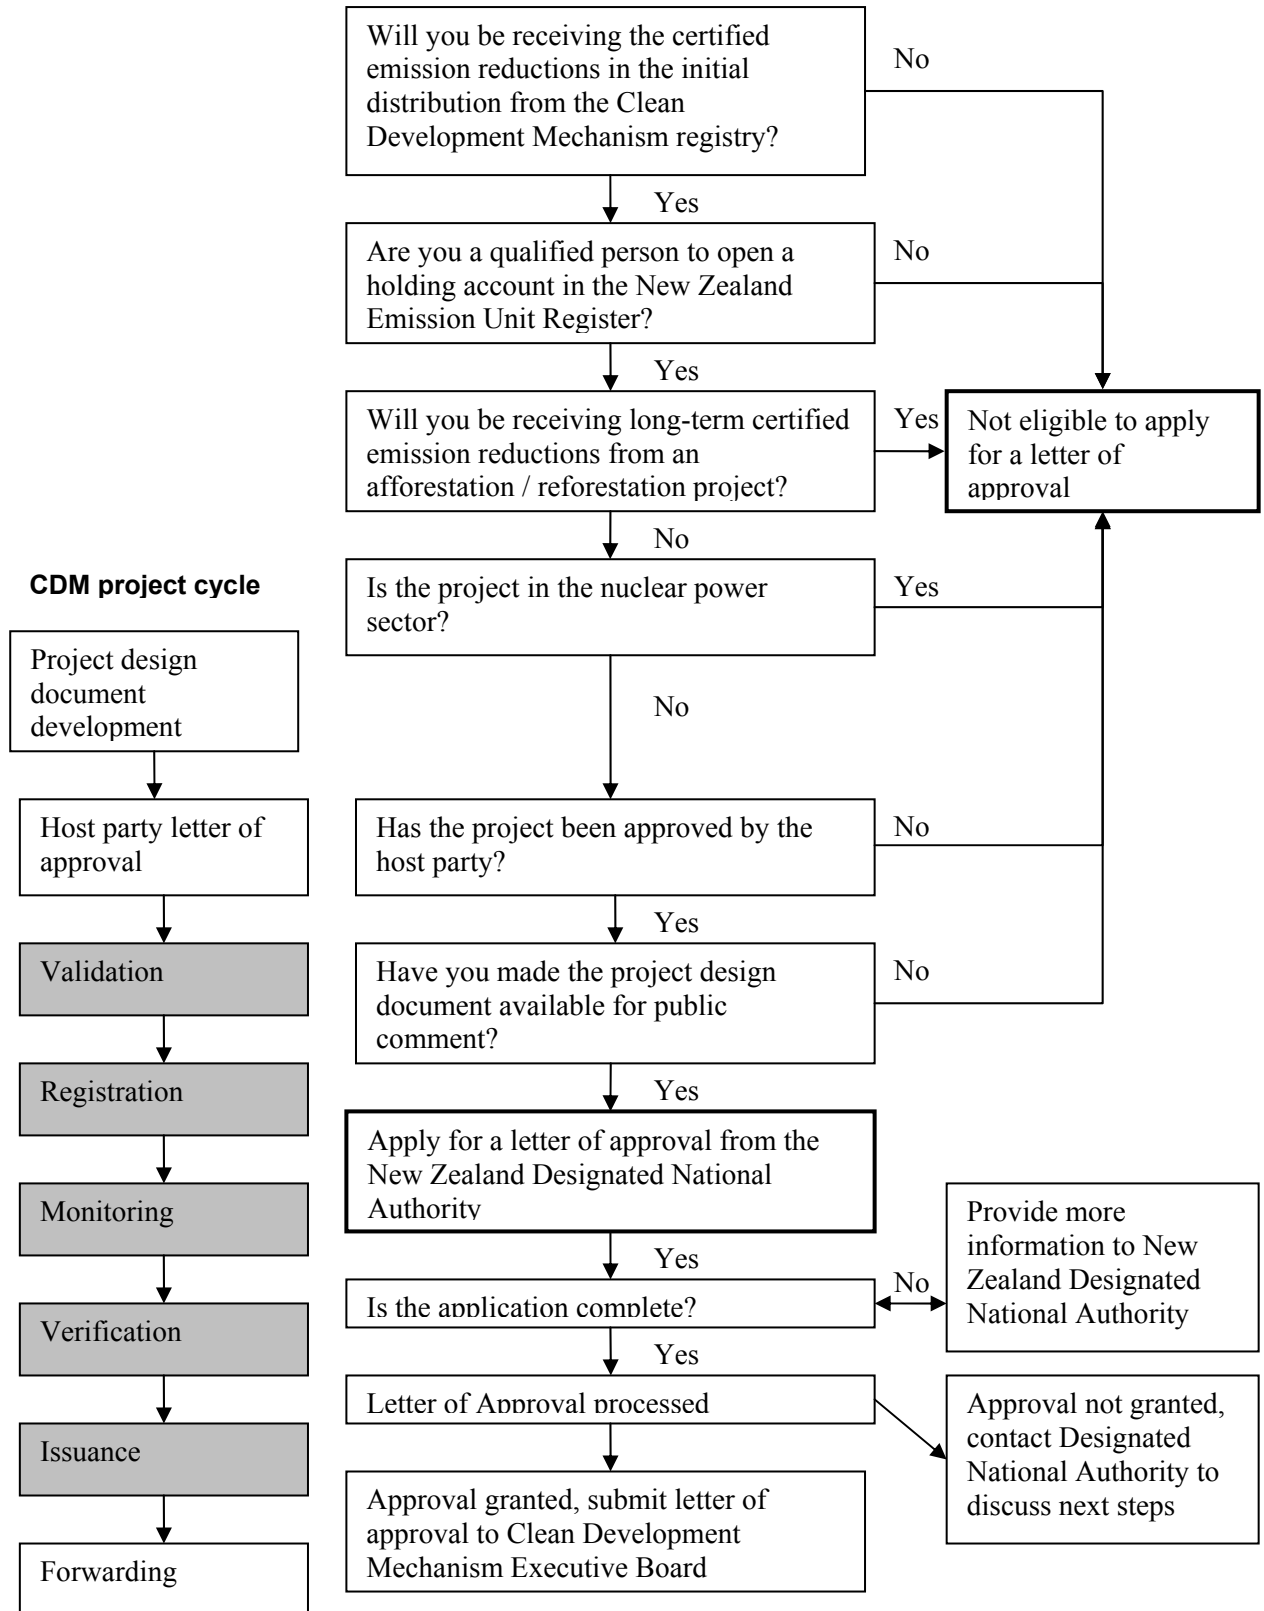 Will you be receiving the certified
emission reductions in the initial
distribution from the Clean
Development Mechanism registry?
No
Yes
Are you a qualified person to open a
holding account in the New Zealand
Emission Unit Register?
No
Yes
Will you be receiving long-term certified
emission reductions from an
afforestation / reforestation project?
Yes
Not eligible to apply
for a letter of
approval
No
Is the project in the nuclear power
sector?
Yes
No
Has the project been approved by the
host party?
No
Yes
Have you made the project design
document available for public
comment?
No
Yes
Apply for a letter of approval from the
New Zealand Designated National
Authority
Yes
Is the application complete?
No
Provide more
information to New
Zealand Designated
National Authority
Yes
Letter of Approval processed
Approval not granted,
contact Designated
National Authority to
discuss next steps
Approval granted, submit letter of
approval to Clean Development
Mechanism Executive Board
CDM project cycle
Project design
document
development
Host party letter of
approval
Validation
Registration
Monitoring
Verification
Issuance
Forwarding